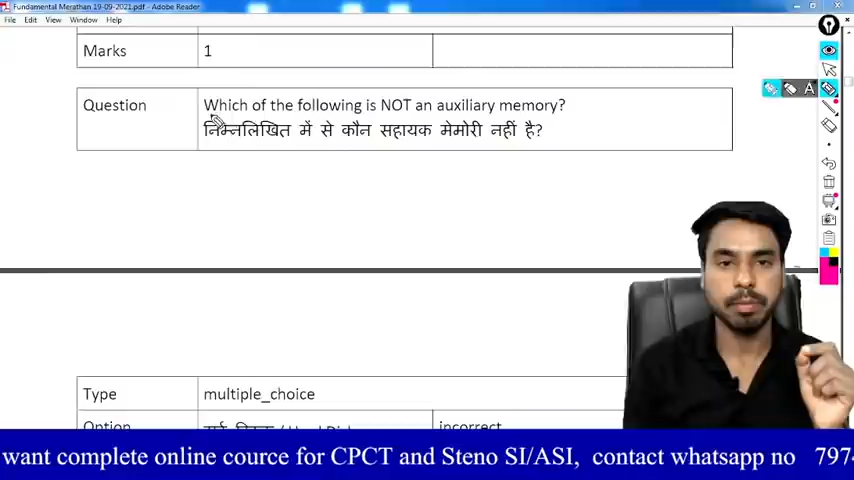 Fundamental Merathan 19-09-2021.pdf - Adobe Reader
File Edit View Window Help
Marks 1
Question Which of the following is NOT an auxiliary memory?
निम्नलिखित में से कौन सहायक मेमोरी नहीं है?
A
Type multiple_choice
Option incorrect
want complete online cource for CPCT and Steno SI/ASI, contact whatsapp no 797